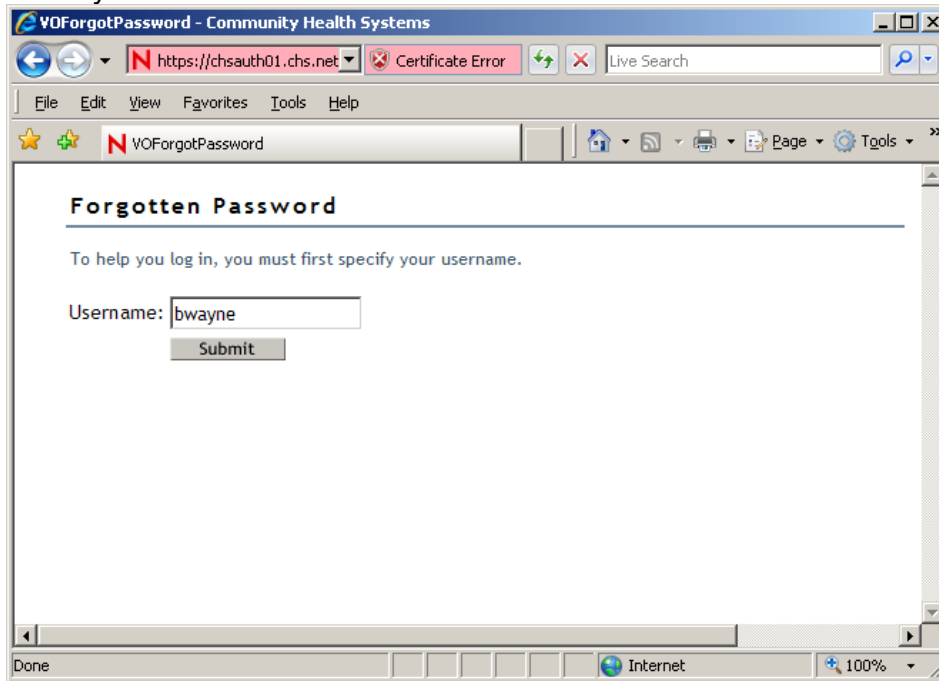 VOForgotPassword - Community Health Systems
https://chsauth01.chs.net
Certificate Error
Live Search
File Edit View Favorites Tools Help
VOForgotPassword
Page Tools »
Forgotten Password
To help you log in, you must first specify your username.
Username: bwayne
Submit
Done
Internet
100%